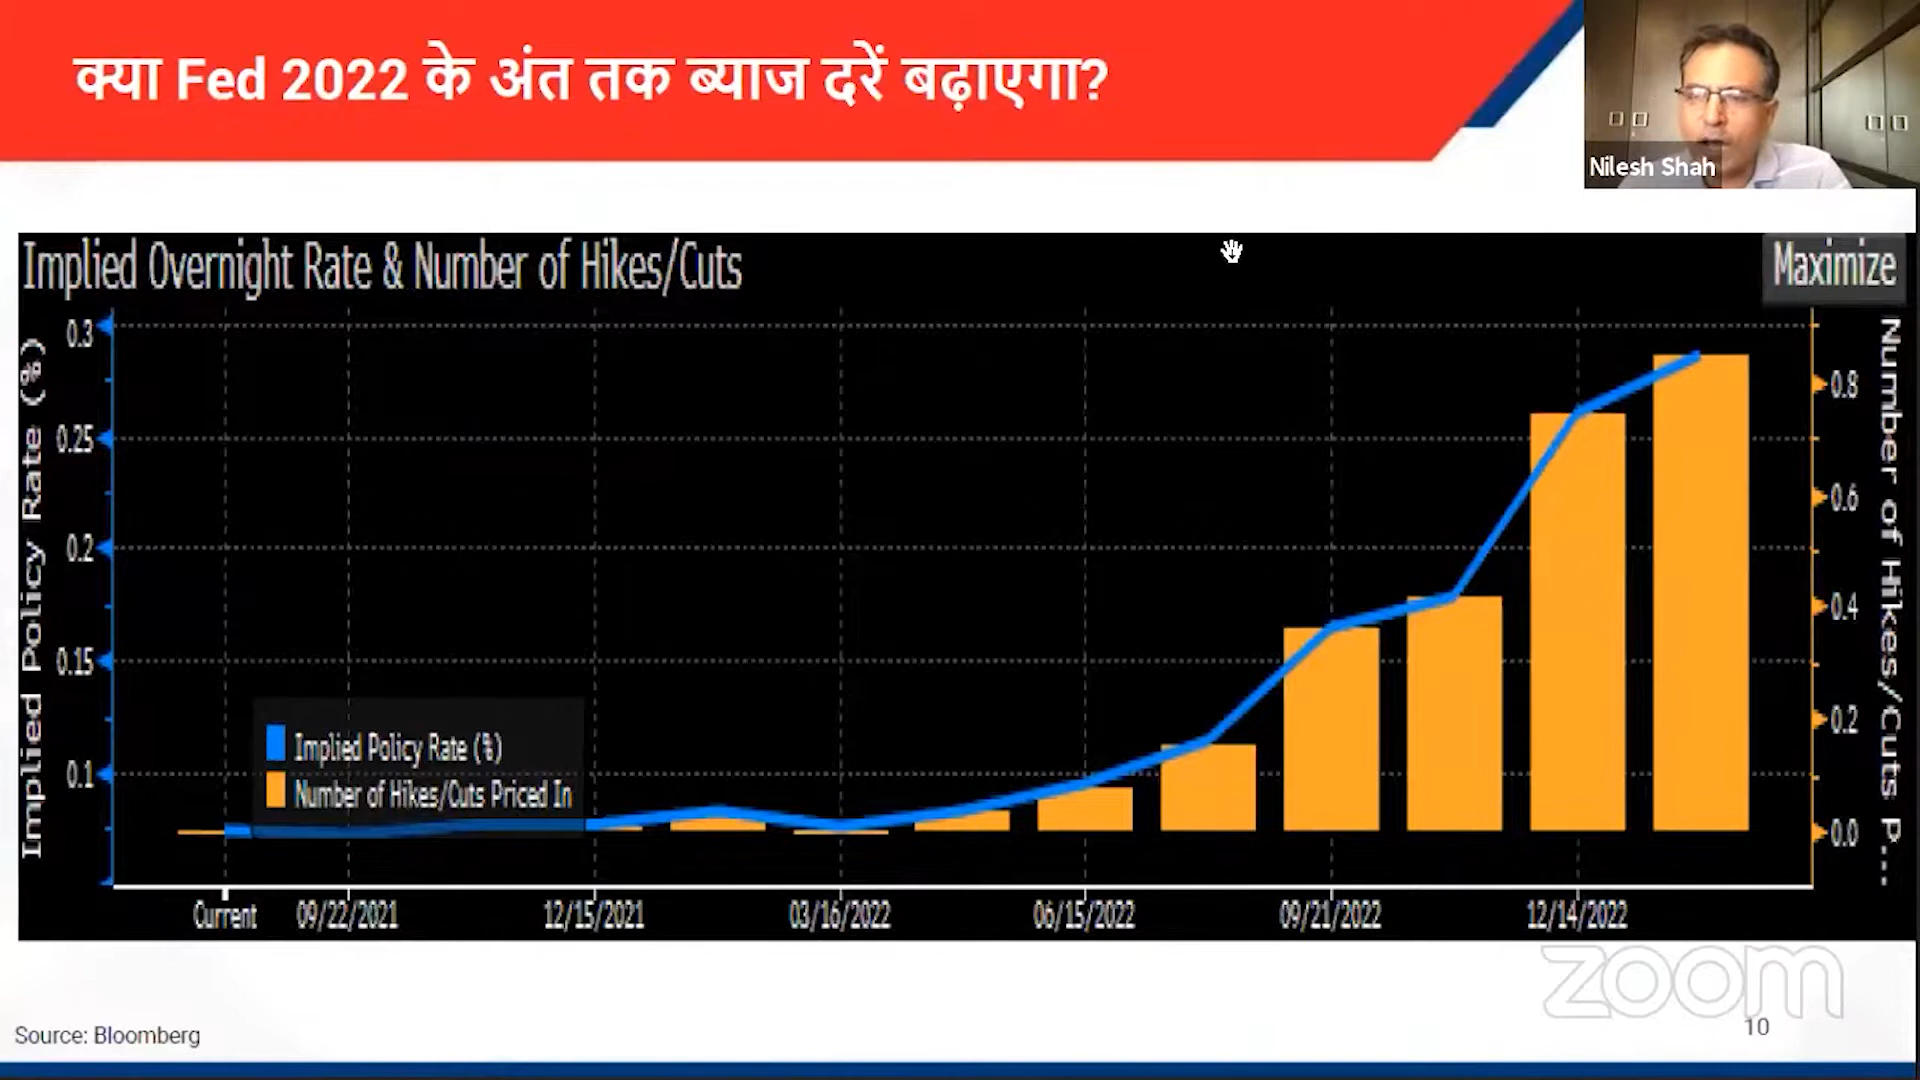 क्या Fed 2022 के अंत तक ब्याज दरें बढ़ाएगा?
Nilesh Shah
Implied Overnight Rate & Number of Hikes/Cuts
Maximize
Implied Policy Rate (%)
0.3
0.25
0.2
0.15
0.1
Implied Policy Rate (%)
Number of Hikes/Cuts Priced In
0.8
0.6
0.4
0.2
0.0
Number of Hikes/Cuts P...
Current 09/22/2021 12/15/2021 03/16/2022 06/15/2022 09/21/2022 12/14/2022
zoom
10
Source: Bloomberg